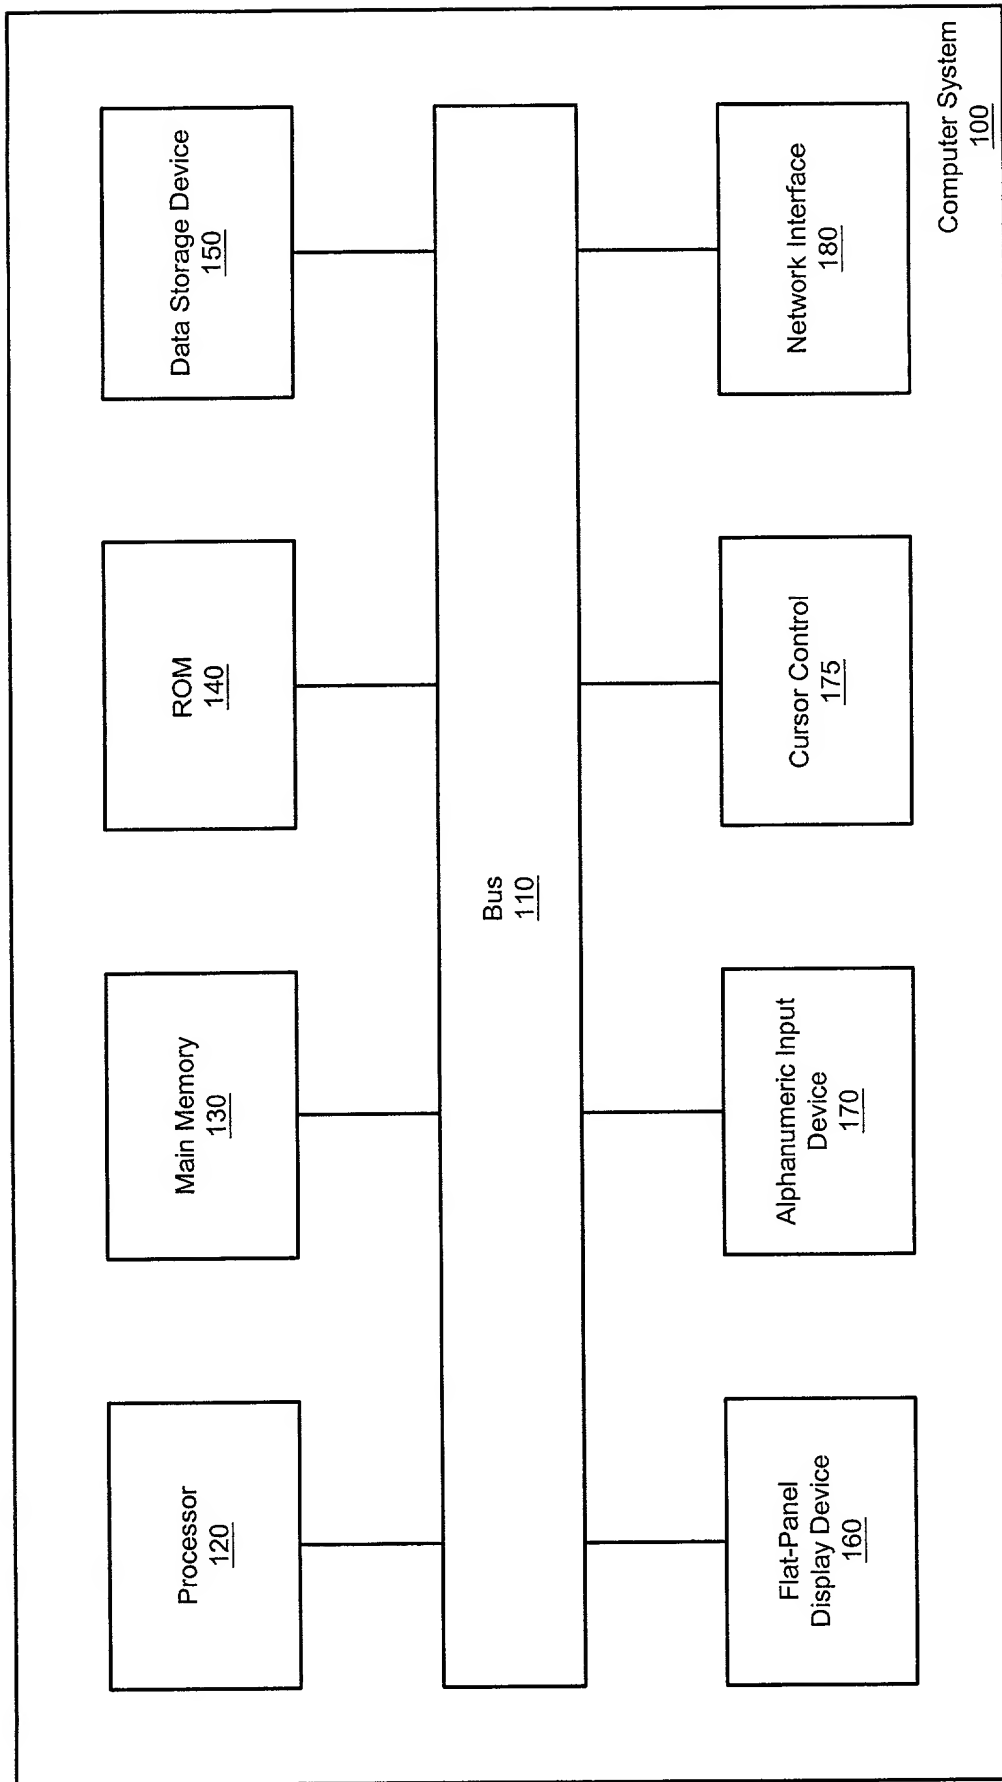 Processor
120
Main Memory
130
ROM
140
Data Storage Device
150
Bus
110
Flat-Panel
Display Device
160
Alphanumeric Input
Device
170
Cursor Control
175
Network Interface
180
Computer System
100